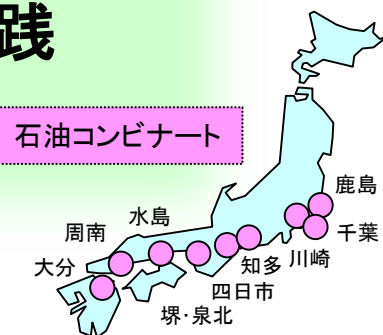 践
石油コンビナート
鹿島
水島
周南
千葉
大分
知多
川崎
四日市
堺・泉北